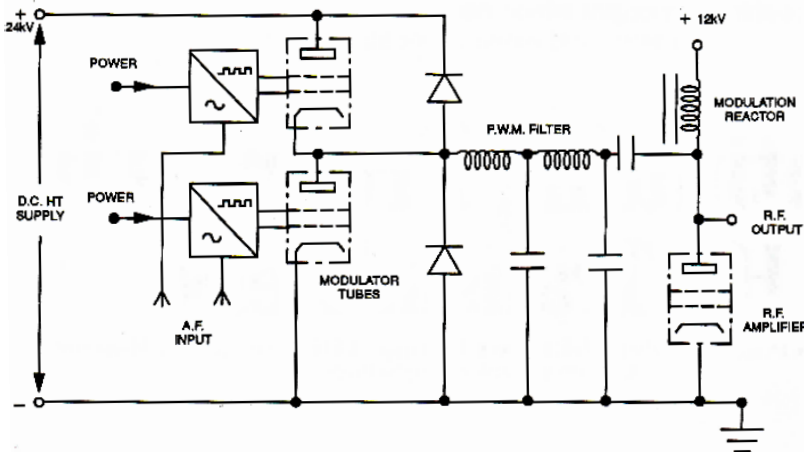 +
24kV
POWER
POWER
D.C. HT
SUPPLY
A.F.
INPUT
MODULATOR
TUBES
P.W.M. FILTER
+ 12kV
MODULATION
REACTOR
R.F.
OUTPUT
R.F.
AMPLIFIER
–